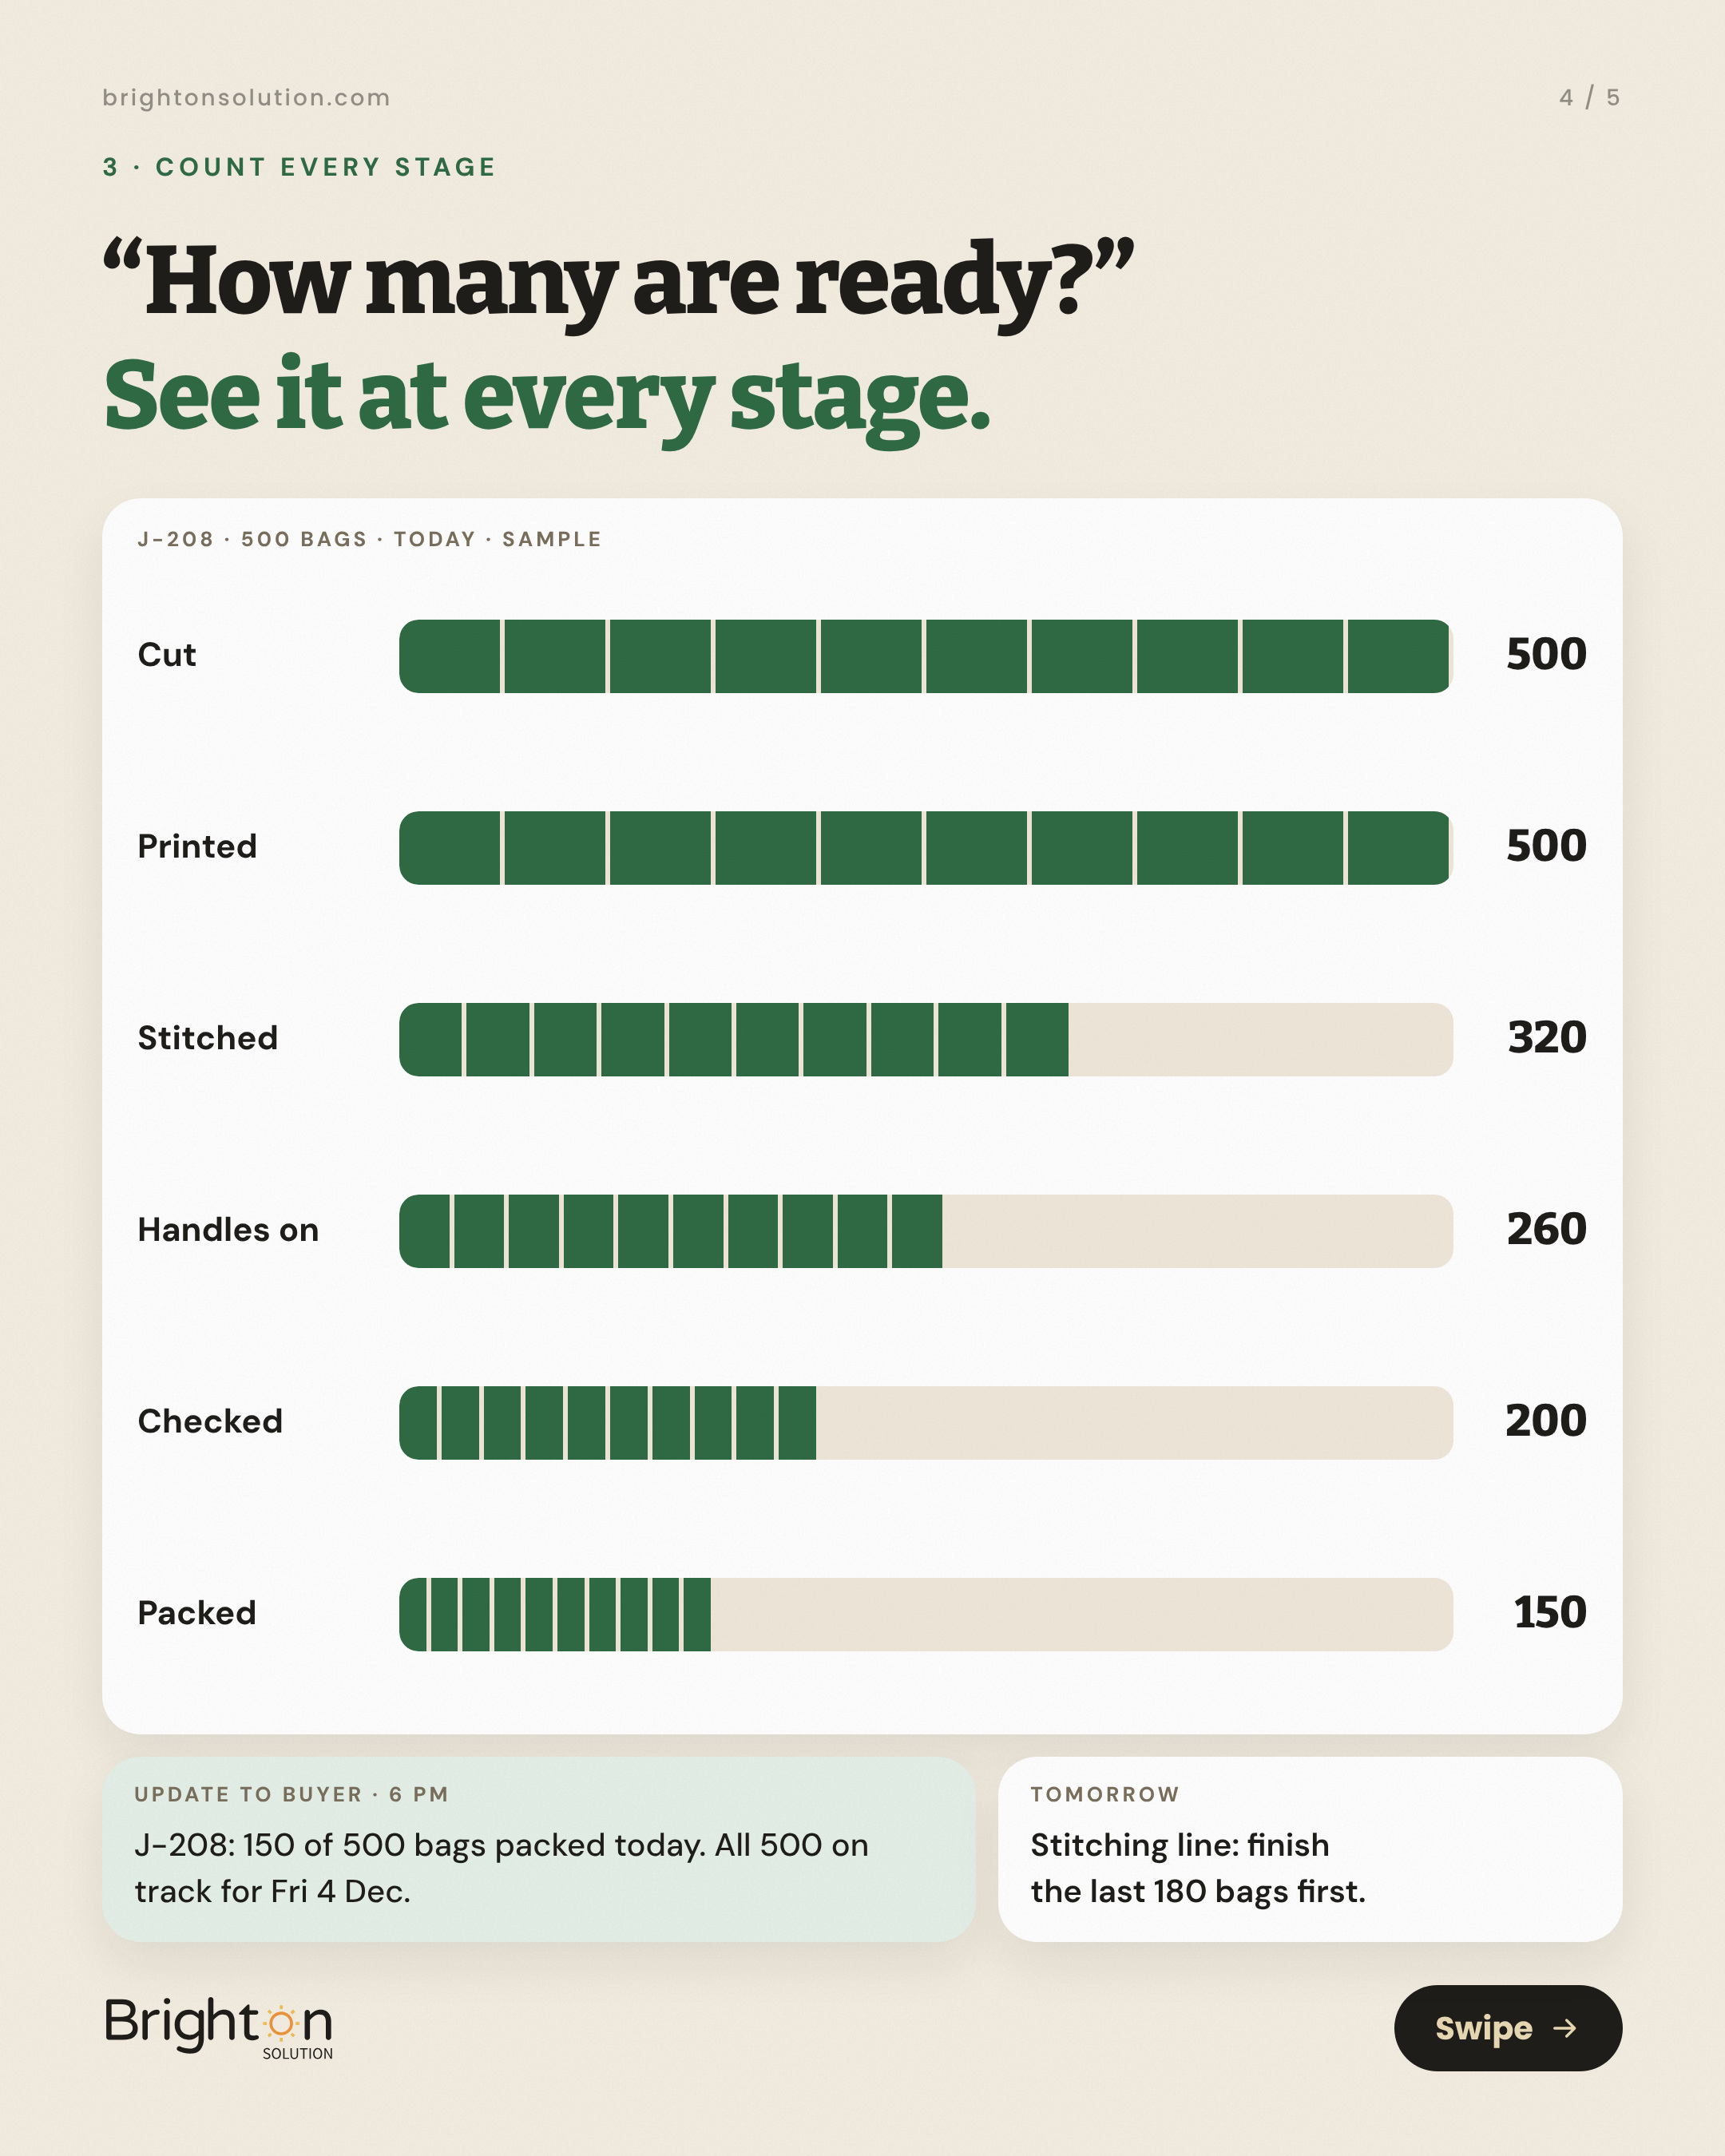 brightonsolution.com
4 / 5
3 · COUNT EVERY STAGE
“How many are ready?”
See it at every stage.
J-208 · 500 BAGS · TODAY · SAMPLE
Cut 500
Printed 500
Stitched 320
Handles on 260
Checked 200
Packed 150
UPDATE TO BUYER · 6 PM
J-208: 150 of 500 bags packed today. All 500 on
track for Fri 4 Dec.
TOMORROW
Stitching line: finish
the last 180 bags first.
Brighton
SOLUTION
Swipe →